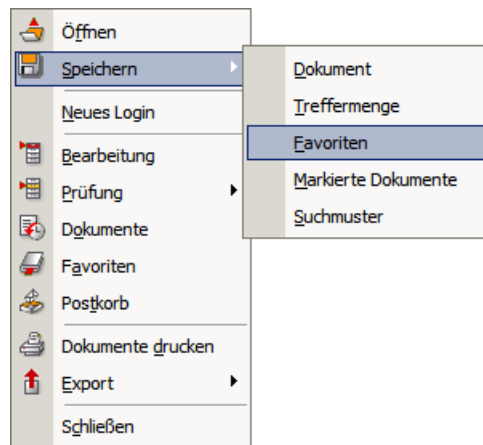 Öffnen
Speichern
Neues Login
Bearbeitung
Prüfung
Dokumente
Favoriten
Postkorb
Dokumente drucken
Export
Schließen
Dokument
Treffermenge
Favoriten
Markierte Dokumente
Suchmuster